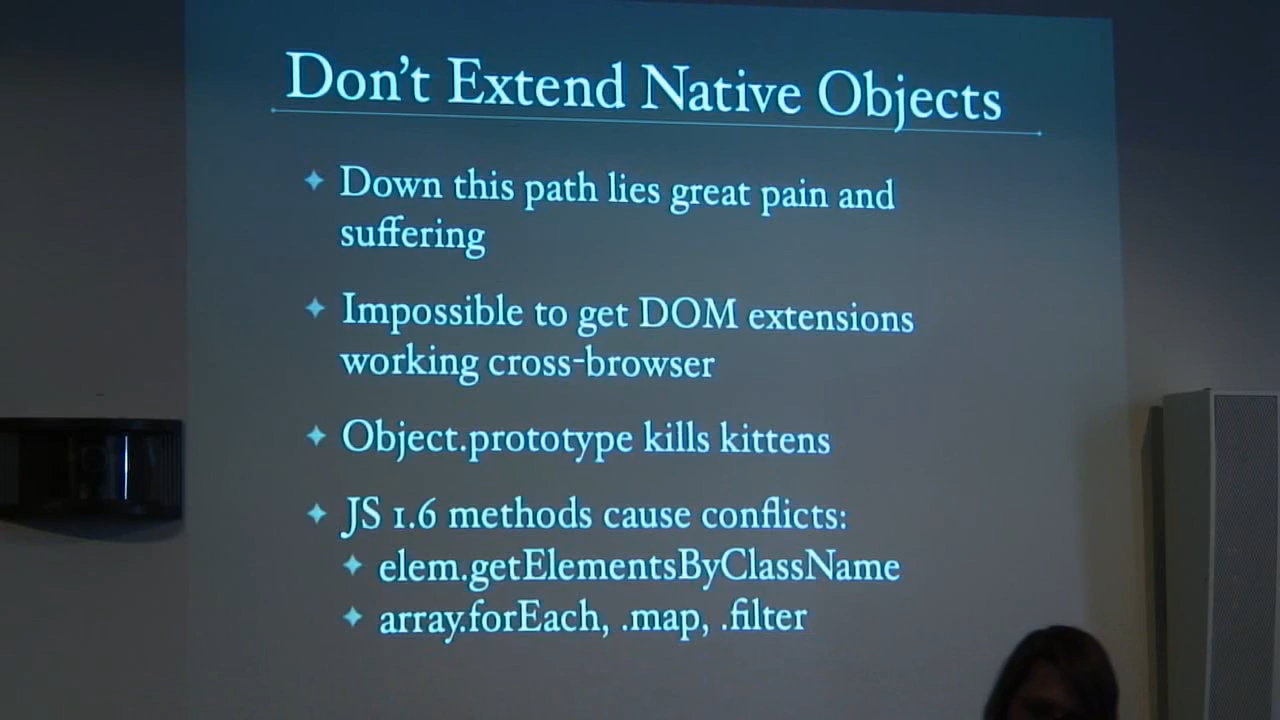 Don't Extend Native Objects
Down this path lies great pain and
suffering
Impossible to get DOM extensions
working cross-browser
Object.prototype kills kittens
JS 1.6 methods cause conflicts:
elem.getElementsByClassName
array.forEach, .map, .filter